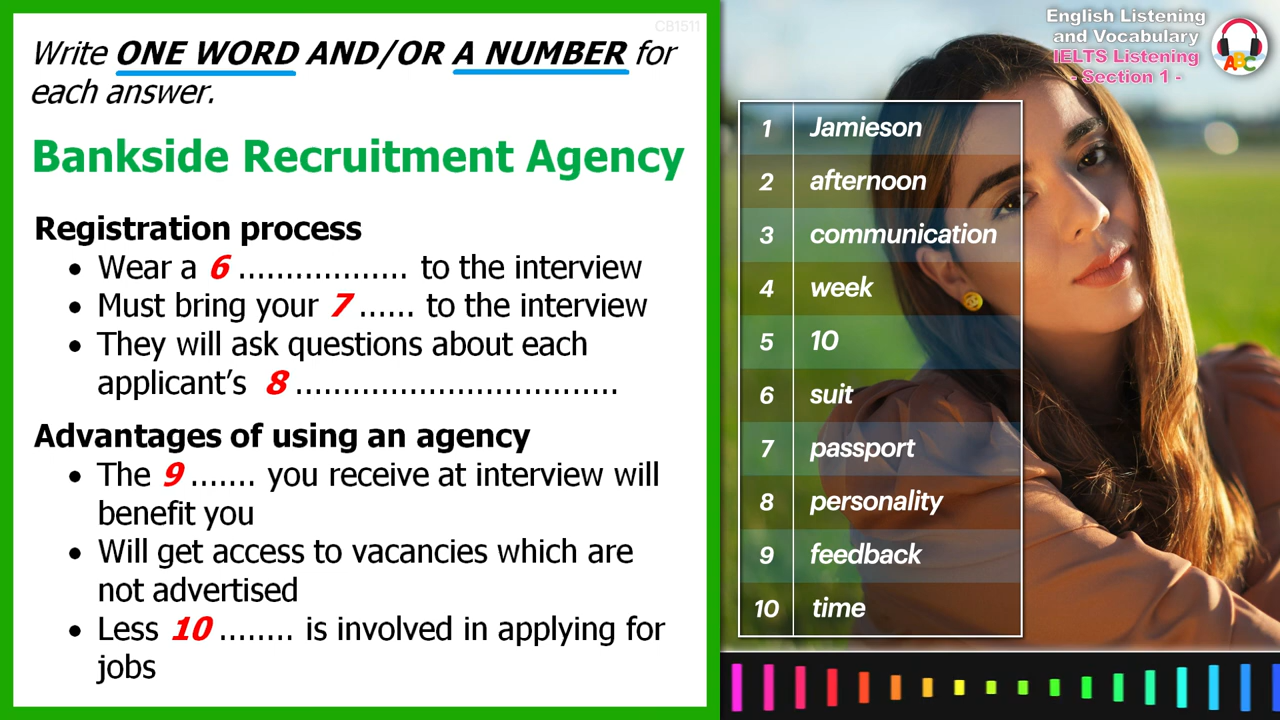 CB1511
Write ONE WORD AND/OR A NUMBER for
each answer.
Bankside Recruitment Agency
Registration process
• Wear a 6 .................. to the interview
• Must bring your 7 ...... to the interview
• They will ask questions about each
applicant’s 8 ..................................
Advantages of using an agency
• The 9 ....... you receive at interview will
benefit you
• Will get access to vacancies which are
not advertised
• Less 10 ........ is involved in applying for
jobs
English Listening
and Vocabulary
IELTS Listening
- Section 1 -
ABC
1 Jamieson
2 afternoon
3 communication
4 week
5 10
6 suit
7 passport
8 personality
9 feedback
10 time